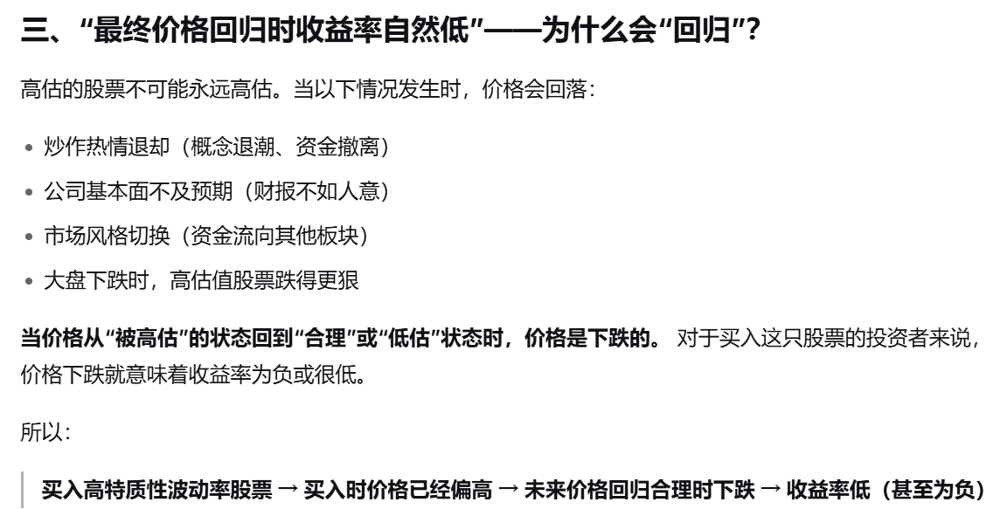 三、“最终价格回归时收益率自然低”——为什么会“回归”？
高估的股票不可能永远高估。当以下情况发生时，价格会回落：
• 炒作热情退却（概念退潮、资金撤离）
• 公司基本面不及预期（财报不如人意）
• 市场风格切换（资金流向其他板块）
• 大盘下跌时，高估值股票跌得更狠
当价格从“被高估”的状态回到“合理”或“低估”状态时，价格是下跌的。 对于买入这只股票的投资者来说，
价格下跌就意味着收益率为负或很低。
所以：
买入高特质性波动率股票 → 买入时价格已经偏高 → 未来价格回归合理时下跌 → 收益率低（甚至为负）